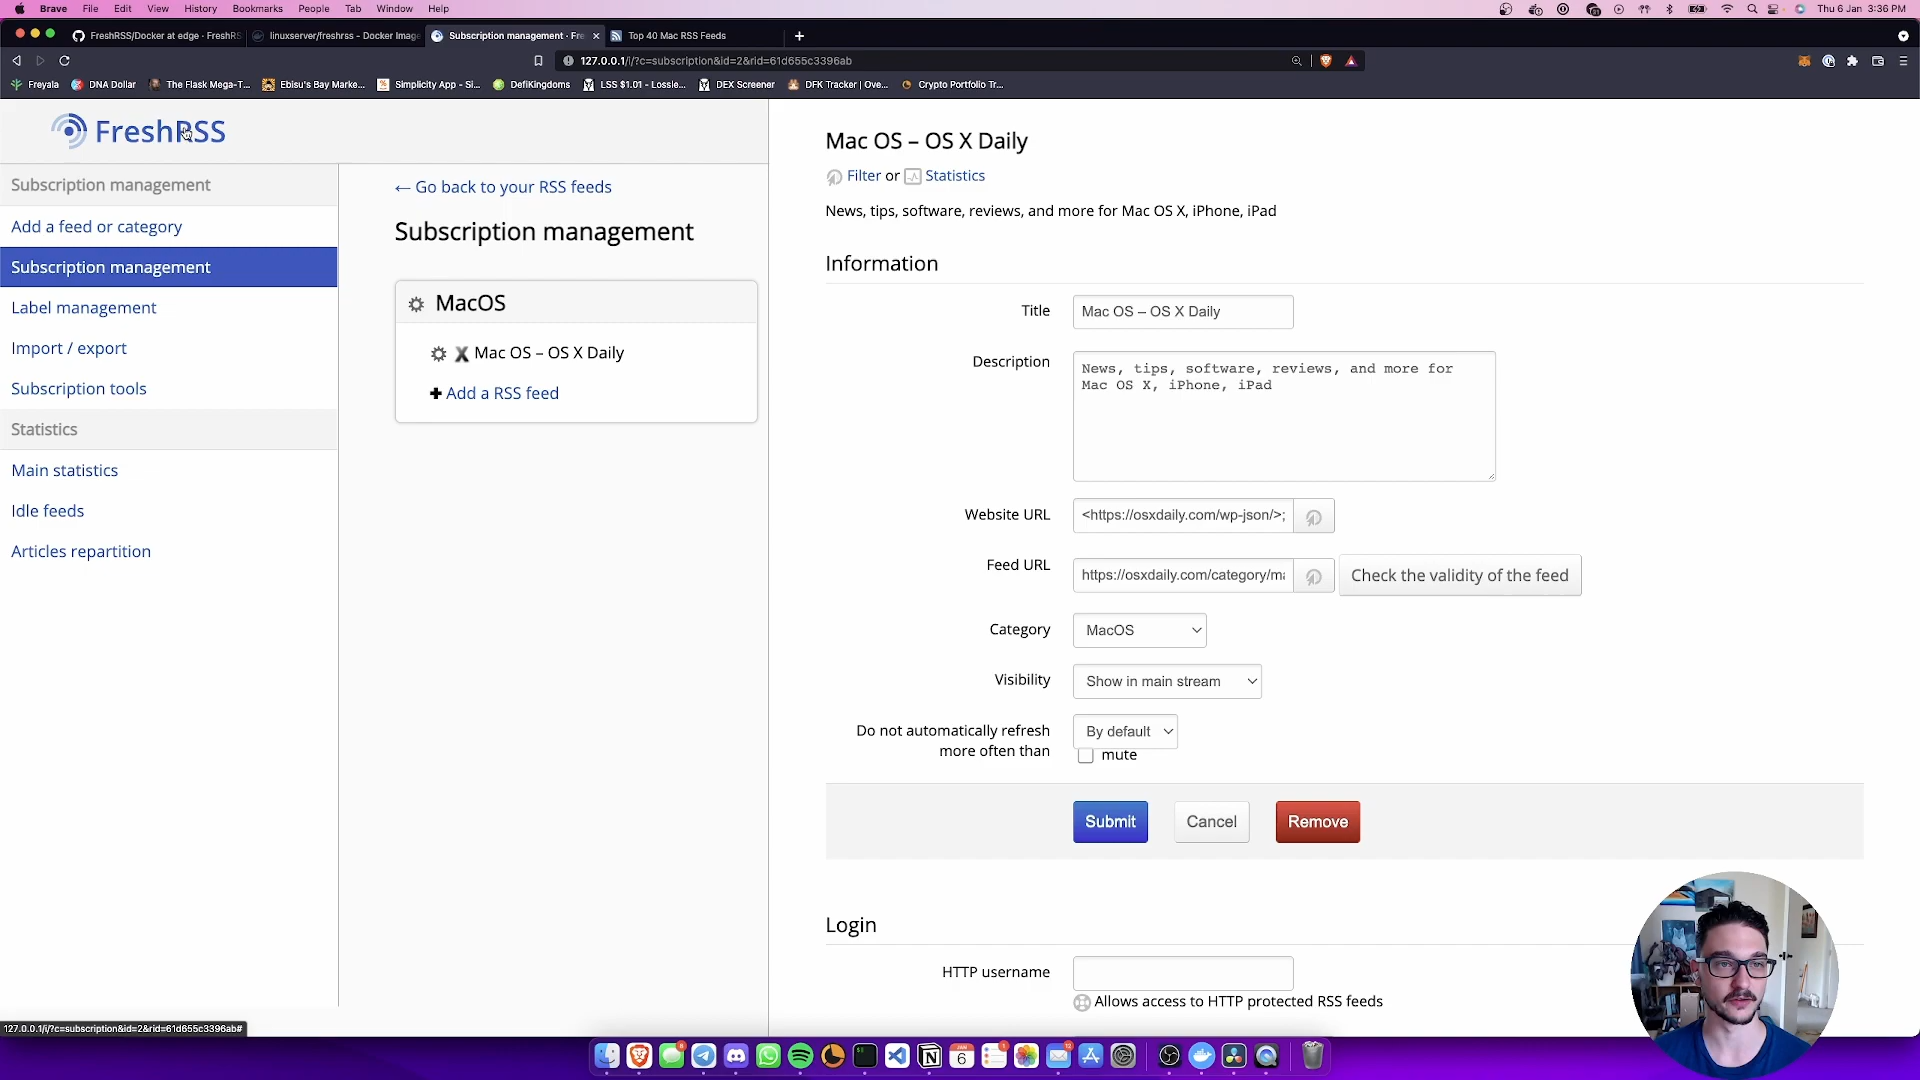 Brave File Edit View History Bookmarks People Tab Window Help
Thu 6 Jan 3:36 PM
FreshRSS/Docker at edge · FreshRS
linuxserver/freshrss - Docker Image
Subscription management · Fre
Top 40 Mac RSS Feeds
127.0.0.1/i/?c=subscription&id=2&rid=61d655c3396ab
Freyala
DNA Dollar
The Flask Mega-T...
Ebisu's Bay Marke...
Simplicity App - Si...
DefiKingdoms
LSS $1.01 - Lossle...
DEX Screener
DFK Tracker | Ove...
Crypto Portfolio Tr...
FreshRSS
Subscription management
Add a feed or category
Subscription management
Label management
Import / export
Subscription tools
Statistics
Main statistics
Idle feeds
Articles repartition
← Go back to your RSS feeds
Subscription management
MacOS
Mac OS – OS X Daily
Add a RSS feed
Mac OS – OS X Daily
Filter or Statistics
News, tips, software, reviews, and more for Mac OS X, iPhone, iPad
Information
Title
Mac OS – OS X Daily
Description
News, tips, software, reviews, and more for
Mac OS X, iPhone, iPad
Website URL
<https://osxdaily.com/wp-json/>;
Feed URL
https://osxdaily.com/category/ma
Check the validity of the feed
Category
MacOS
Visibility
Show in main stream
Do not automatically refresh
more often than
By default
mute
Submit
Cancel
Remove
Login
HTTP username
Allows access to HTTP protected RSS feeds
127.0.0.1/i/?c=subscription&id=2&rid=61d655c3396ab#